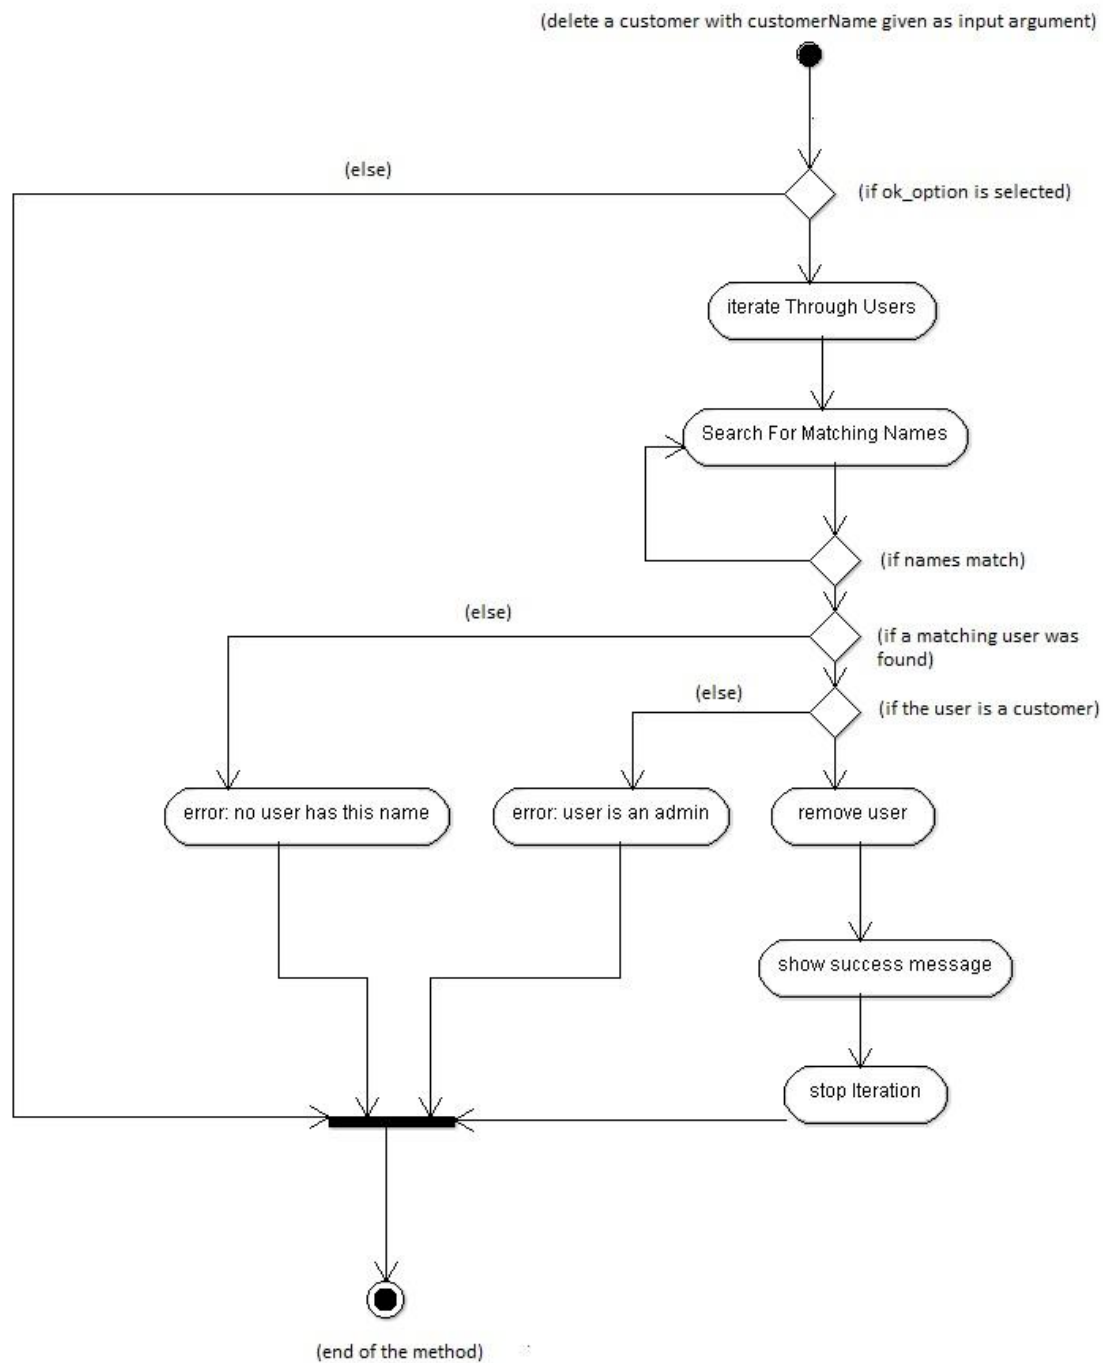 (delete a customer with customerName given as input argument)
(else)
(if ok_option is selected)
iterate Through Users
Search For Matching Names
(if names match)
(else)
(if a matching user was
found)
(else)
(if the user is a customer)
error: no user has this name
error: user is an admin
remove user
show success message
stop Iteration
(end of the method)